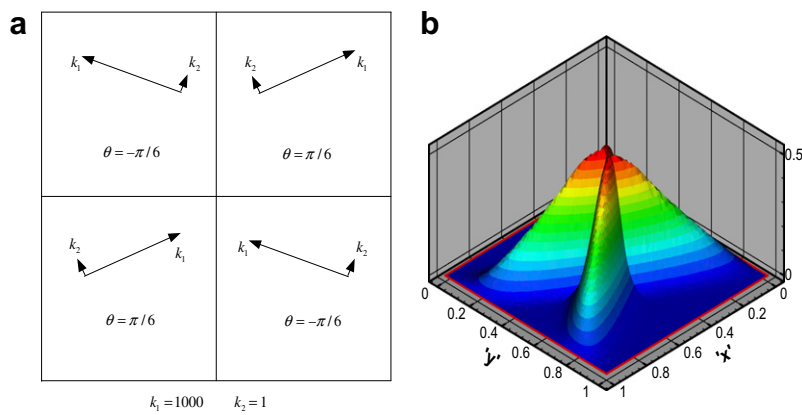 a
k₁
k₂
θ = −π / 6
k₂
k₁
θ = π / 6
k₂
k₁
θ = π / 6
k₁
k₂
θ = −π / 6
k₁ = 1000 k₂ = 1
b
0.5
0
0
0.2
0.4
0.6
0.8
1
'y'
0
0.2
0.4
0.6
0.8
1
'x'